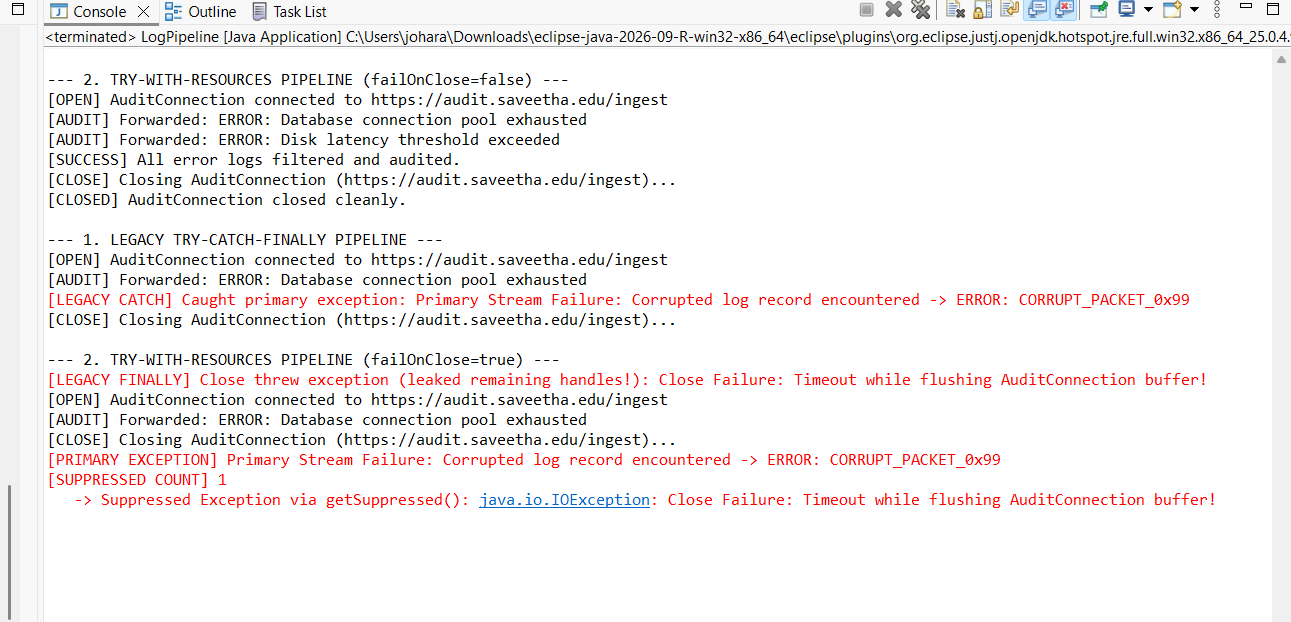 Console Outline Task List
<terminated> LogPipeline [Java Application] C:\Users\johara\Downloads\eclipse-java-2026-09-R-win32-x86_64\eclipse\plugins\org.eclipse.justj.openjdk.hotspot.jre.full.win32.x86_64_25.0.4.
--- 2. TRY-WITH-RESOURCES PIPELINE (failOnClose=false) ---
[OPEN] AuditConnection connected to https://audit.saveetha.edu/ingest
[AUDIT] Forwarded: ERROR: Database connection pool exhausted
[AUDIT] Forwarded: ERROR: Disk latency threshold exceeded
[SUCCESS] All error logs filtered and audited.
[CLOSE] Closing AuditConnection (https://audit.saveetha.edu/ingest)...
[CLOSED] AuditConnection closed cleanly.
--- 1. LEGACY TRY-CATCH-FINALLY PIPELINE ---
[OPEN] AuditConnection connected to https://audit.saveetha.edu/ingest
[AUDIT] Forwarded: ERROR: Database connection pool exhausted
[LEGACY CATCH] Caught primary exception: Primary Stream Failure: Corrupted log record encountered -> ERROR: CORRUPT_PACKET_0x99
[CLOSE] Closing AuditConnection (https://audit.saveetha.edu/ingest)...
--- 2. TRY-WITH-RESOURCES PIPELINE (failOnClose=true) ---
[LEGACY FINALLY] Close threw exception (leaked remaining handles!): Close Failure: Timeout while flushing AuditConnection buffer!
[OPEN] AuditConnection connected to https://audit.saveetha.edu/ingest
[AUDIT] Forwarded: ERROR: Database connection pool exhausted
[CLOSE] Closing AuditConnection (https://audit.saveetha.edu/ingest)...
[PRIMARY EXCEPTION] Primary Stream Failure: Corrupted log record encountered -> ERROR: CORRUPT_PACKET_0x99
[SUPPRESSED COUNT] 1
-> Suppressed Exception via getSuppressed(): java.io.IOException: Close Failure: Timeout while flushing AuditConnection buffer!